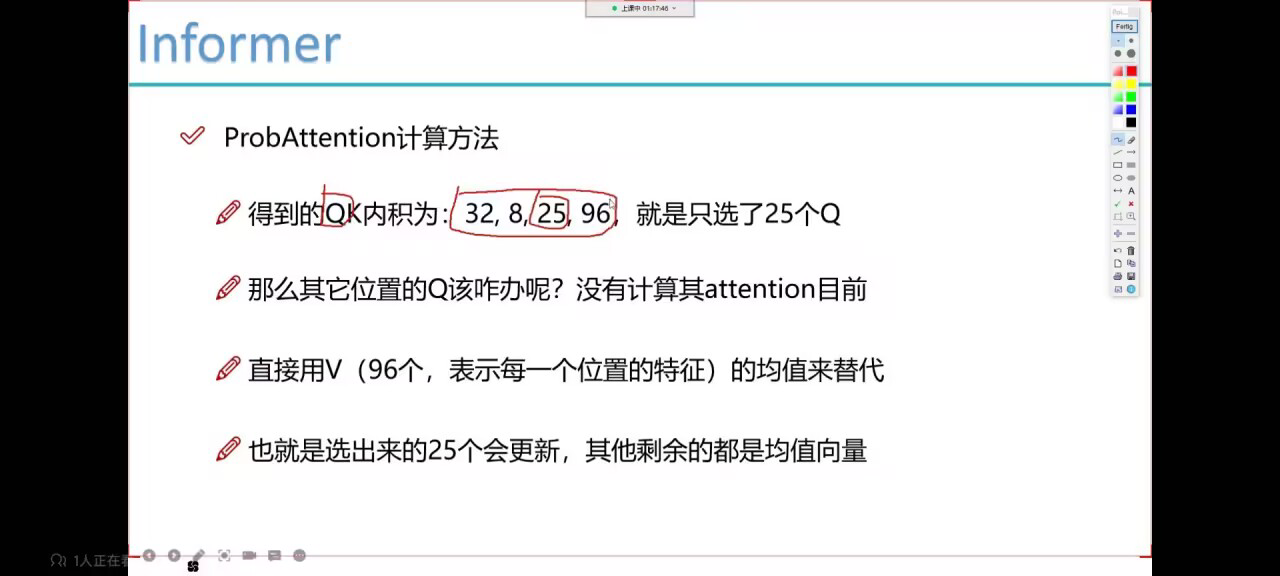 上课中 01:17:46
Informer
Fertig
ProbAttention计算方法
得到的QK内积为：32, 8, 25, 96，就是只选了25个Q
那么其它位置的Q该咋办呢？没有计算其attention目前
直接用V（96个，表示每一个位置的特征）的均值来替代
也就是选出来的25个会更新，其他剩余的都是均值向量
1人正在看